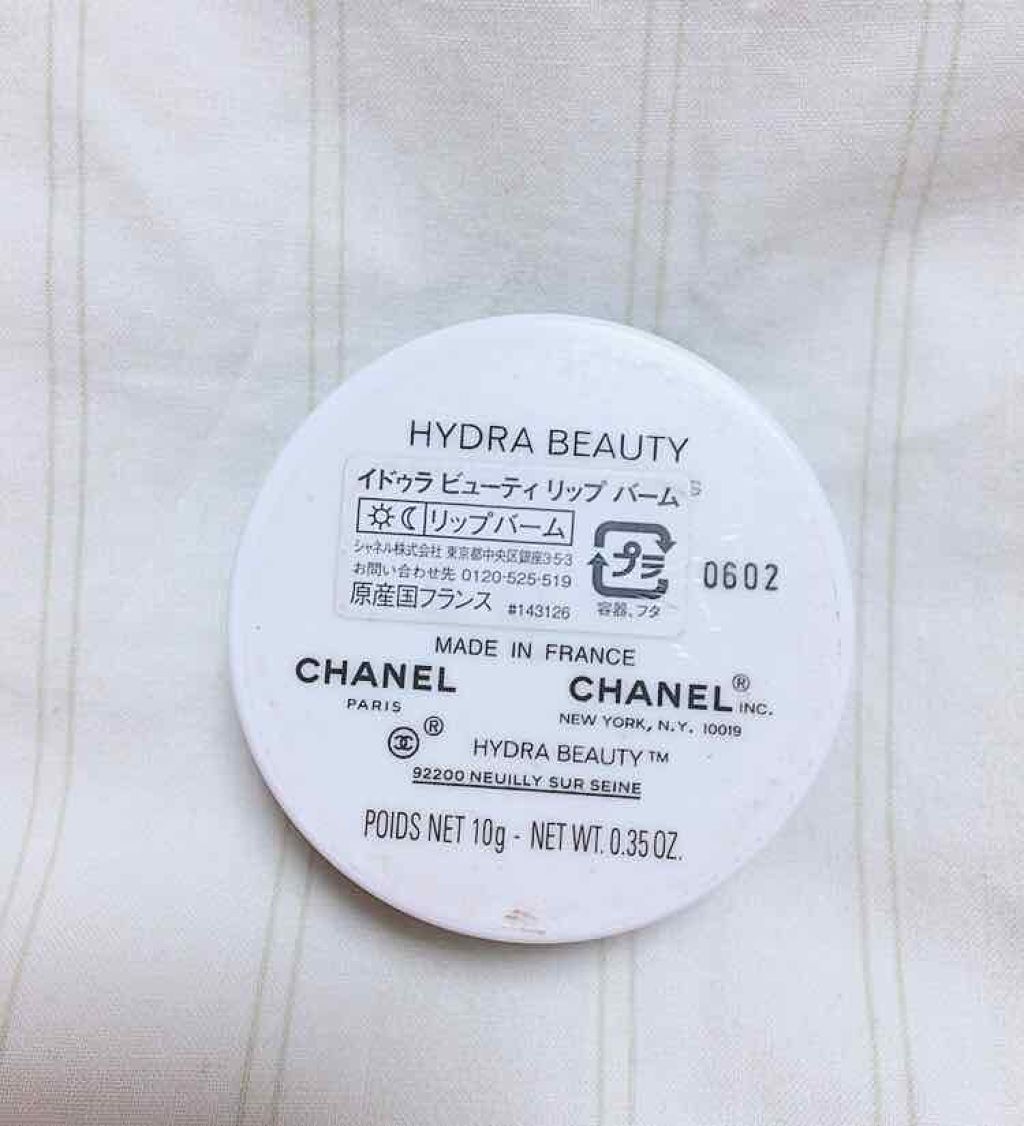 HYDRA BEAUTY
イドゥラ ビューティ リップ バーム
リップバーム
シャネル株式会社 東京都中央区銀座3-5-3
お問い合わせ先 0120-525-519
原産国フランス #143126
プラ
容器、フタ
0602
MADE IN FRANCE
CHANEL
PARIS
CHANEL® INC.
NEW YORK, N.Y. 10019
®
HYDRA BEAUTY™
92200 NEUILLY SUR SEINE
POIDS NET 10g - NET WT. 0.35 OZ.